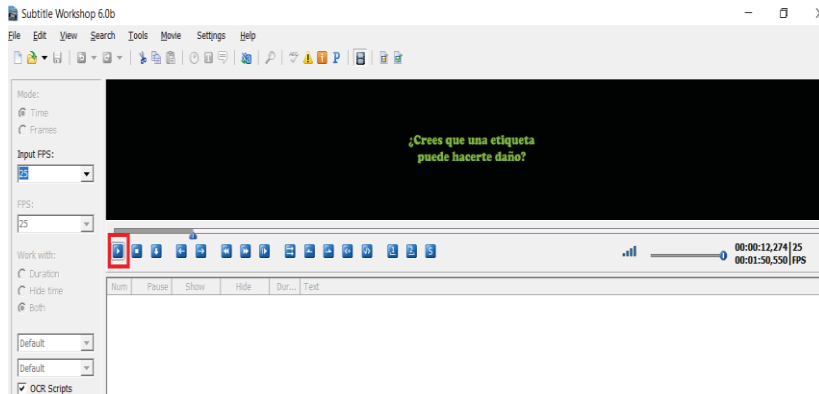 Subtitle Workshop 6.0b
File Edit View Search Tools Movie Settings Help
Mode:
Time
Frames
Input FPS:
25
FPS:
25
Work with:
Duration
Hide time
Both
Default
Default
OCR Scripts
¿Crees que una etiqueta
puede hacerte daño?
00:00:12,274 25
00:01:50,550 FPS
Num Pause Show Hide Dur... Text